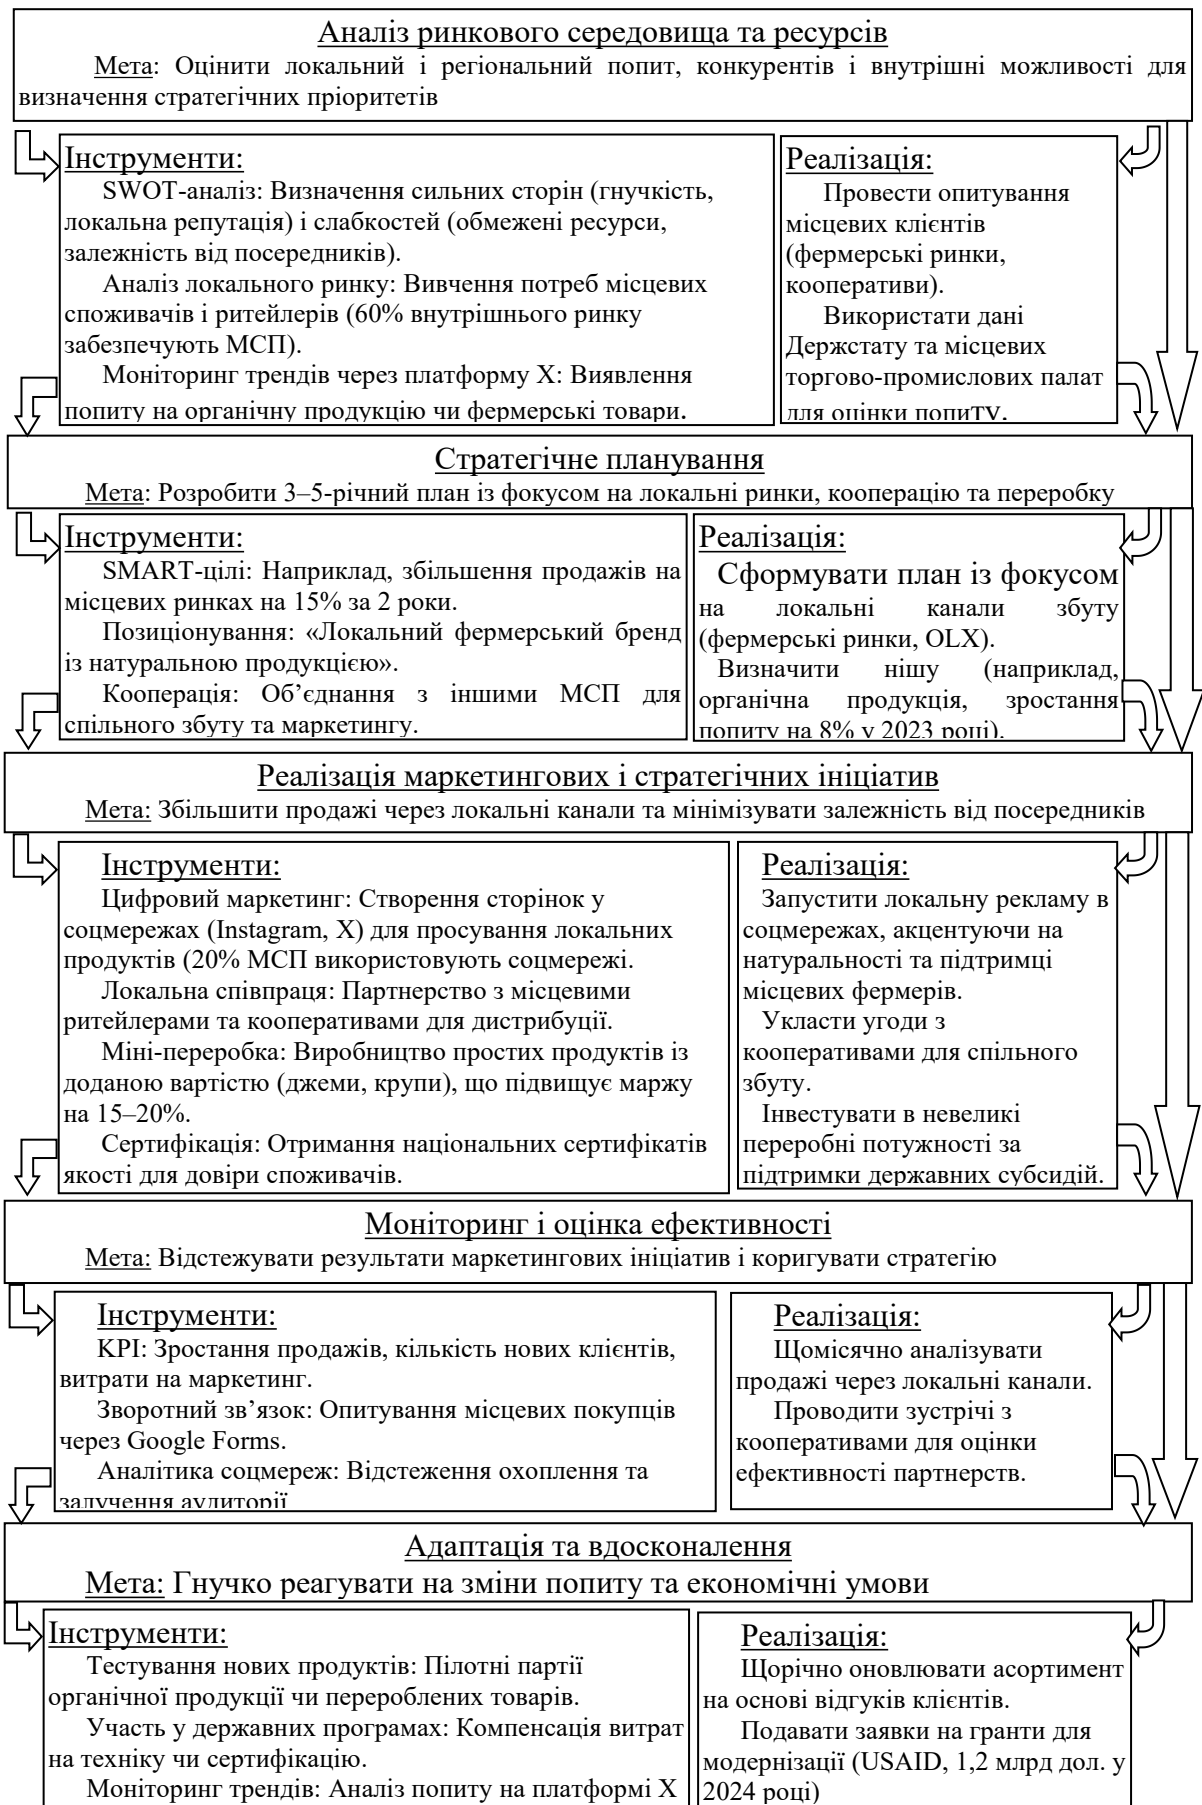 Аналіз ринкового середовища та ресурсів
Мета: Оцінити локальний і регіональний попит, конкурентів і внутрішні можливості для
визначення стратегічних пріоритетів
Інструменти:
SWOT-аналіз: Визначення сильних сторін (гнучкість,
локальна репутація) і слабкостей (обмежені ресурси,
залежність від посередників).
Аналіз локального ринку: Вивчення потреб місцевих
споживачів і ритейлерів (60% внутрішнього ринку
забезпечують МСП).
Моніторинг трендів через платформу X: Виявлення
попиту на органічну продукцію чи фермерські товари.
Реалізація:
Провести опитування
місцевих клієнтів
(фермерські ринки,
кооперативи).
Використати дані
Держстату та місцевих
торгово-промислових палат
для оцінки попиту.
Стратегічне планування
Мета: Розробити 3–5-річний план із фокусом на локальні ринки, кооперацію та переробку
Інструменти:
SMART-цілі: Наприклад, збільшення продажів на
місцевих ринках на 15% за 2 роки.
Позиціонування: «Локальний фермерський бренд
із натуральною продукцією».
Кооперація: Об’єднання з іншими МСП для
спільного збуту та маркетингу.
Реалізація:
Сформувати план із фокусом
на локальні канали збуту
(фермерські ринки, OLX).
Визначити нішу (наприклад,
органічна продукція, зростання
попиту на 8% у 2023 році).
Реалізація маркетингових і стратегічних ініціатив
Мета: Збільшити продажі через локальні канали та мінімізувати залежність від посередників
Інструменти:
Цифровий маркетинг: Створення сторінок у
соцмережах (Instagram, X) для просування локальних
продуктів (20% МСП використовують соцмережі.
Локальна співпраця: Партнерство з місцевими
ритейлерами та кооперативами для дистрибуції.
Міні-переробка: Виробництво простих продуктів із
доданою вартістю (джеми, крупи), що підвищує маржу
на 15–20%.
Сертифікація: Отримання національних сертифікатів
якості для довіри споживачів.
Реалізація:
Запустити локальну рекламу в
соцмережах, акцентуючи на
натуральності та підтримці
місцевих фермерів.
Укласти угоди з
кооперативами для спільного
збуту.
Інвестувати в невеликі
переробні потужності за
підтримки державних субсидій.
Моніторинг і оцінка ефективності
Мета: Відстежувати результати маркетингових ініціатив і коригувати стратегію
Інструменти:
KPI: Зростання продажів, кількість нових клієнтів,
витрати на маркетинг.
Зворотний зв’язок: Опитування місцевих покупців
через Google Forms.
Аналітика соцмереж: Відстеження охоплення та
залучення аудиторії
Реалізація:
Щомісячно аналізувати
продажі через локальні канали.
Проводити зустрічі з
кооперативами для оцінки
ефективності партнерств.
Адаптація та вдосконалення
Мета: Гнучко реагувати на зміни попиту та економічні умови
Інструменти:
Тестування нових продуктів: Пілотні партії
органічної продукції чи перероблених товарів.
Участь у державних програмах: Компенсація витрат
на техніку чи сертифікацію.
Моніторинг трендів: Аналіз попиту на платформі X
Реалізація:
Щорічно оновлювати асортимент
на основі відгуків клієнтів.
Подавати заявки на гранти для
модернізації (USAID, 1,2 млрд дол. у
2024 році)